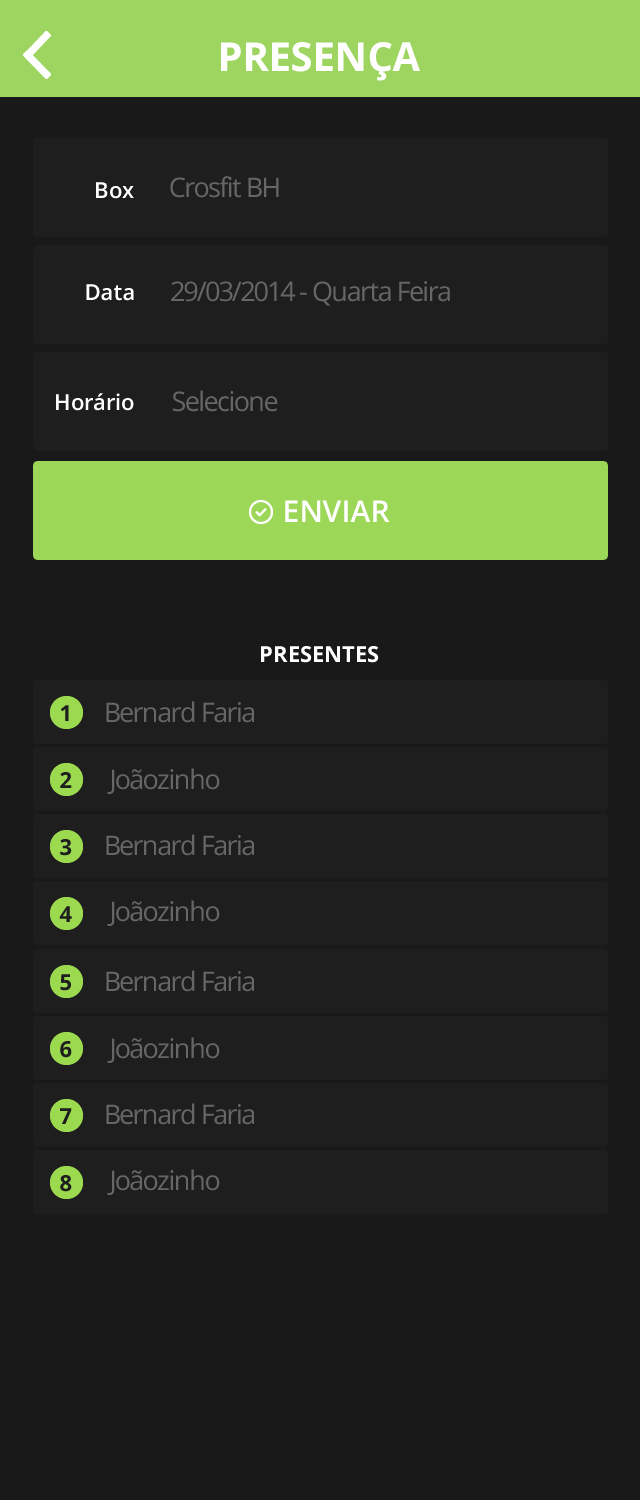 PRESENÇA
Box Crosfit BH
Data 29/03/2014 - Quarta Feira
Horário Selecione
ENVIAR
PRESENTES
1 Bernard Faria
2 Joãozinho
3 Bernard Faria
4 Joãozinho
5 Bernard Faria
6 Joãozinho
7 Bernard Faria
8 Joãozinho